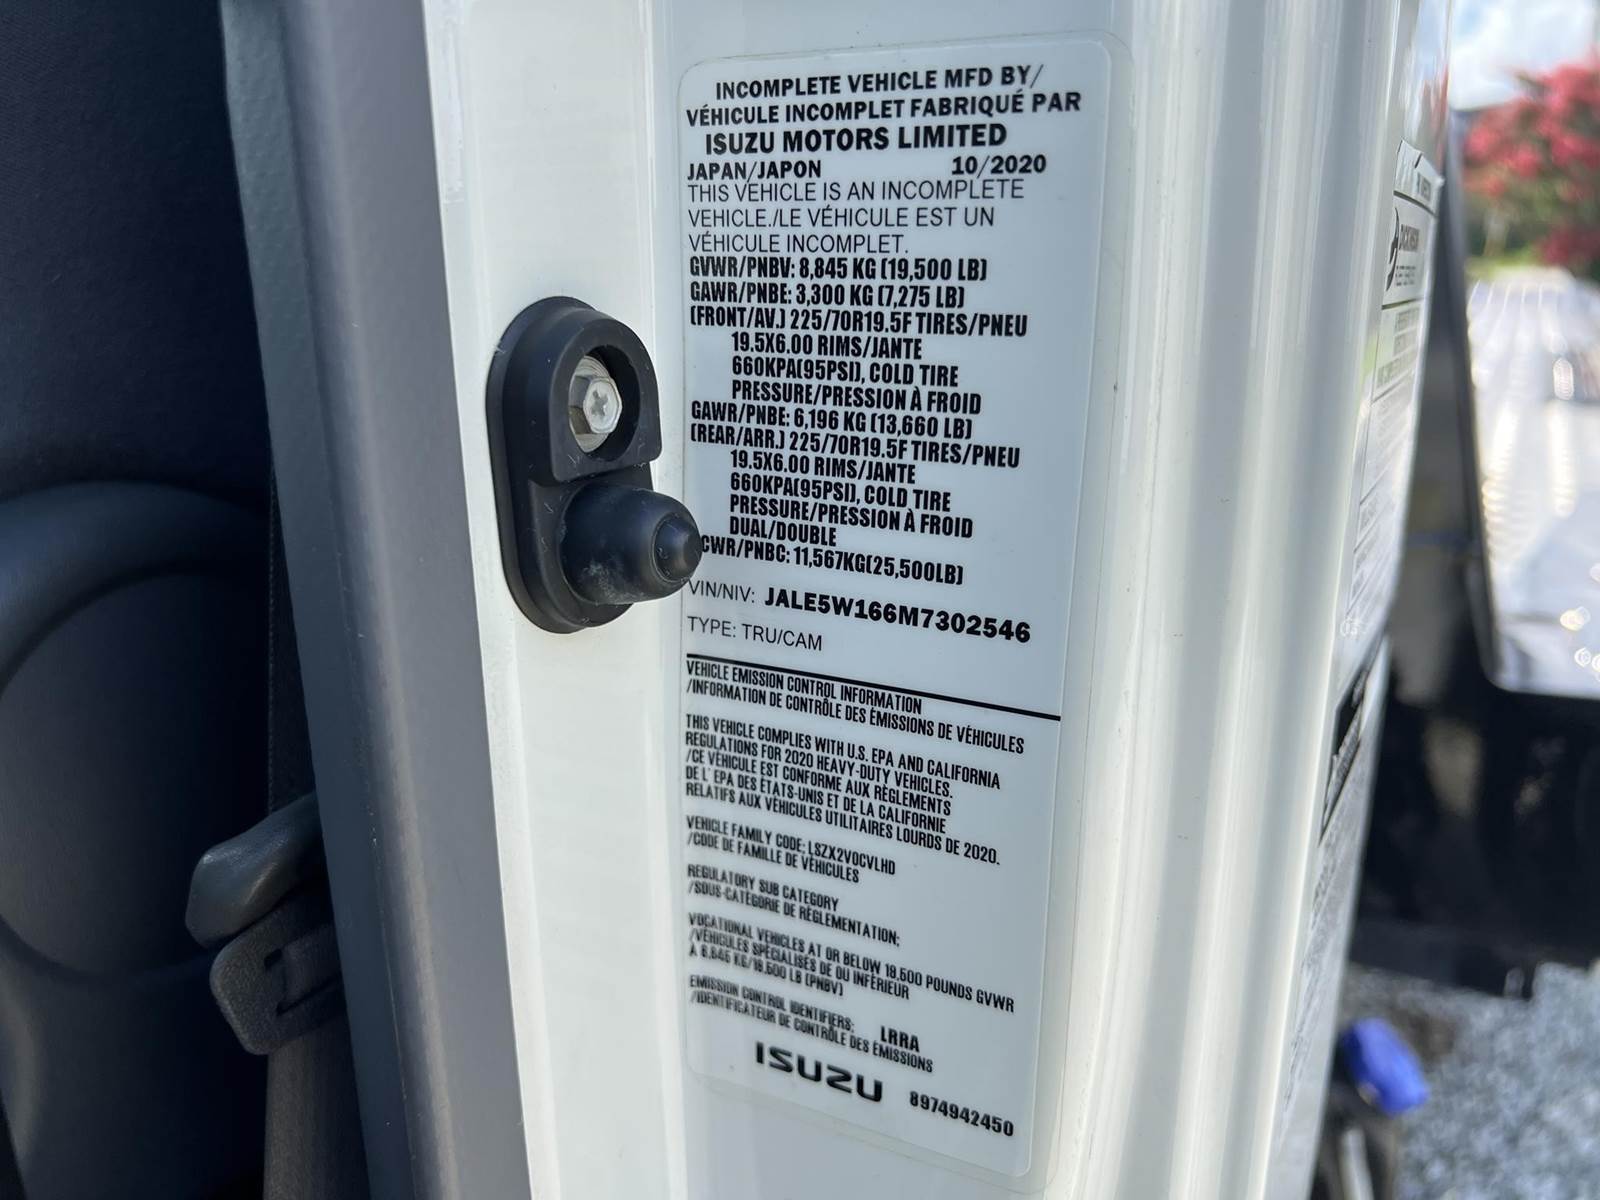 INCOMPLETE VEHICLE MFD BY/
VÉHICULE INCOMPLET FABRIQUÉ PAR
ISUZU MOTORS LIMITED
JAPAN/JAPON 10/2020
THIS VEHICLE IS AN INCOMPLETE
VEHICLE./LE VÉHICULE EST UN
VÉHICULE INCOMPLET.
GVWR/PNBV: 8,845 KG (19,500 LB)
GAWR/PNBE: 3,300 KG (7,275 LB)
(FRONT/AV.) 225/70R19.5F TIRES/PNEU
19.5X6.00 RIMS/JANTE
660KPA(95PSI), COLD TIRE
PRESSURE/PRESSION À FROID
GAWR/PNBE: 6,196 KG (13,660 LB)
(REAR/ARR.) 225/70R19.5F TIRES/PNEU
19.5X6.00 RIMS/JANTE
660KPA(95PSI), COLD TIRE
PRESSURE/PRESSION À FROID
DUAL/DOUBLE
CWR/PNBC: 11,567KG(25,500LB)
VIN/NIV: JALE5W166M7302546
TYPE: TRU/CAM
VEHICLE EMISSION CONTROL INFORMATION
/INFORMATION DE CONTRÔLE DES ÉMISSIONS DE VÉHICULES
THIS VEHICLE COMPLIES WITH U.S. EPA AND CALIFORNIA
REGULATIONS FOR 2020 HEAVY-DUTY VEHICLES.
/CE VÉHICULE EST CONFORME AUX RÈGLEMENTS
DE L'EPA DES ÉTATS-UNIS ET DE LA CALIFORNIE
RELATIFS AUX VÉHICULES UTILITAIRES LOURDS DE 2020.
VEHICLE FAMILY CODE: LSZX2VOCVLHD
/CODE DE FAMILLE DE VÉHICULES
REGULATORY SUB CATEGORY
/SOUS-CATÉGORIE DE RÉGLEMENTATION:
VOCATIONAL VEHICLES AT OR BELOW 19,500 POUNDS GVWR
/VÉHICULES SPÉCIALISÉS DE OU INFÉRIEUR
À 8,845 KG/19,500 LB (PNBV)
EMISSION CONTROL IDENTIFIERS: LRRA
/IDENTIFICATEUR DE CONTRÔLE DES ÉMISSIONS
ISUZU 8974942450